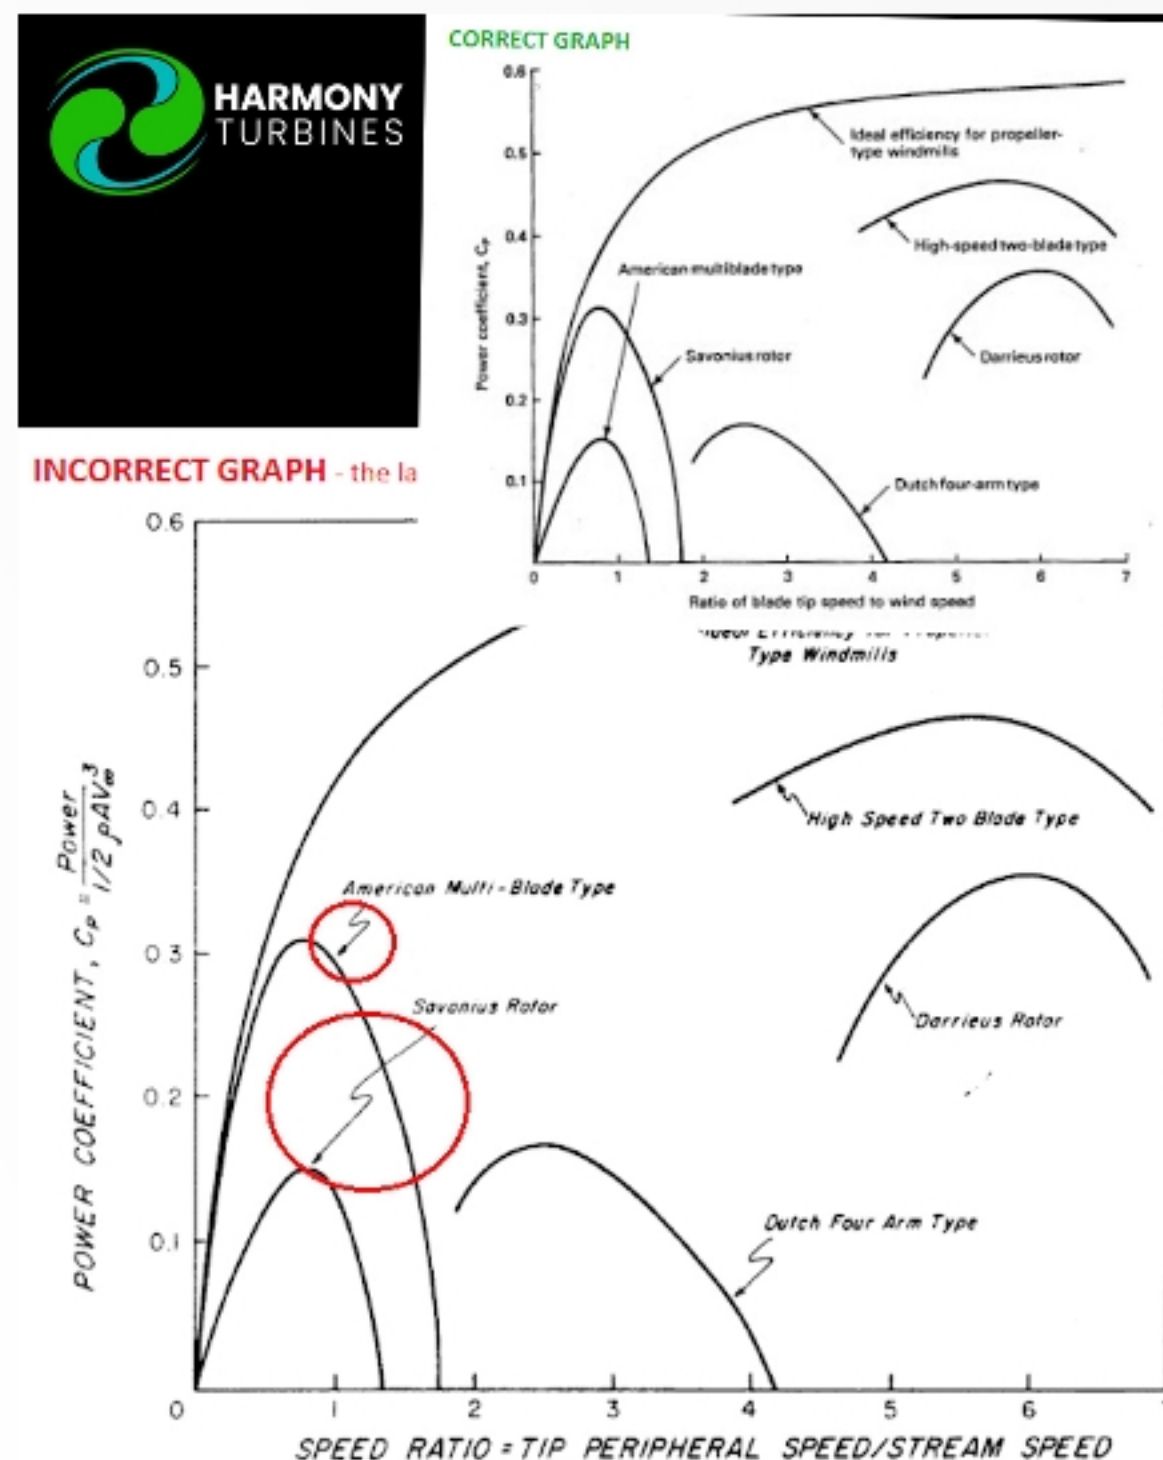 HARMONY
TURBINES
CORRECT GRAPH
0.6
0.5
0.4
0.3
0.2
0.1
Power coefficient, Cp
Ideal efficiency for propeller-
type windmills
High-speed two-blade type
American multiblade type
Savonius rotor
Darrieus rotor
Dutch four-arm type
0 1 2 3 4 5 6 7
Ratio of blade tip speed to wind speed
INCORRECT GRAPH - the la
0.6
0.5
0.4
0.3
0.2
0.1
POWER COEFFICIENT, Cp = Power / 1/2 ρAV∞³
Type Windmills
High Speed Two Blade Type
American Multi-Blade Type
Savonius Rotor
Darrieus Rotor
Dutch Four Arm Type
0 1 2 3 4 5 6
SPEED RATIO = TIP PERIPHERAL SPEED/STREAM SPEED